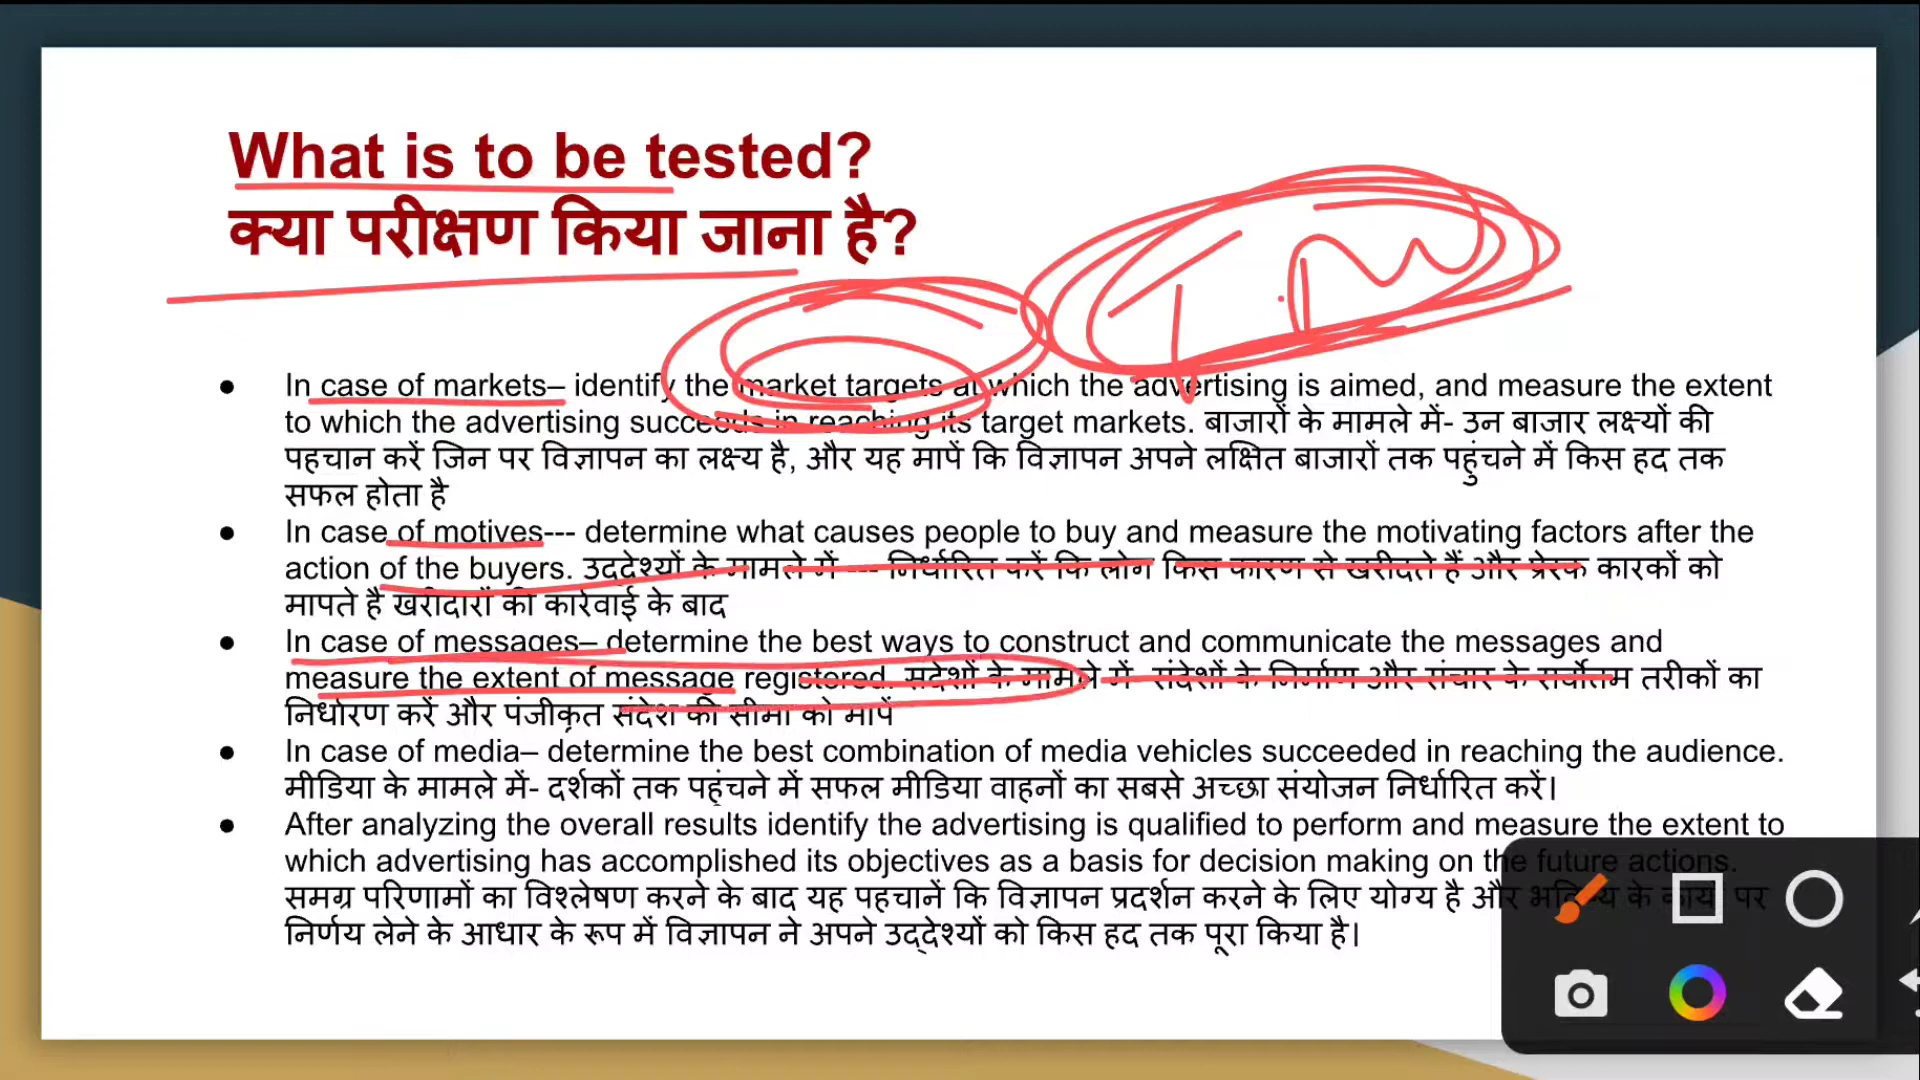 What is to be tested?
क्या परीक्षण किया जाना है?
● In case of markets– identify the market targets at which the advertising is aimed, and measure the extent
to which the advertising succeeds in reaching its target markets. बाजारों के मामले में- उन बाजार लक्ष्यों की
पहचान करें जिन पर विज्ञापन का लक्ष्य है, और यह मापें कि विज्ञापन अपने लक्षित बाजारों तक पहुंचने में किस हद तक
सफल होता है
● In case of motives--- determine what causes people to buy and measure the motivating factors after the
action of the buyers. उद्देश्यों के मामले में --- निर्धारित करें कि लोग किस कारण से खरीदते हैं और प्रेरक कारकों को
मापते हैं खरीदारों की कार्रवाई के बाद
● In case of messages– determine the best ways to construct and communicate the messages and
measure the extent of message registered. संदेशों के मामले में- संदेशों के निर्माण और संचार के सर्वोत्तम तरीकों का
निर्धारण करें और पंजीकृत संदेश की सीमा को मापें
● In case of media– determine the best combination of media vehicles succeeded in reaching the audience.
मीडिया के मामले में- दर्शकों तक पहुंचने में सफल मीडिया वाहनों का सबसे अच्छा संयोजन निर्धारित करें।
● After analyzing the overall results identify the advertising is qualified to perform and measure the extent to
which advertising has accomplished its objectives as a basis for decision making on the future actions.
समग्र परिणामों का विश्लेषण करने के बाद यह पहचानें कि विज्ञापन प्रदर्शन करने के लिए योग्य है और भविष्य के कार्यों पर
निर्णय लेने के आधार के रूप में विज्ञापन ने अपने उद्देश्यों को किस हद तक पूरा किया है।